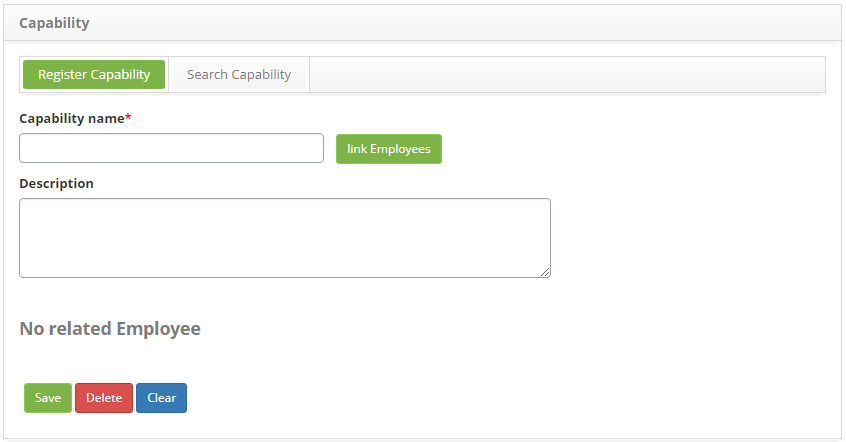 Capability
Register Capability Search Capability
Capability name*
link Employees
Description
No related Employee
Save Delete Clear